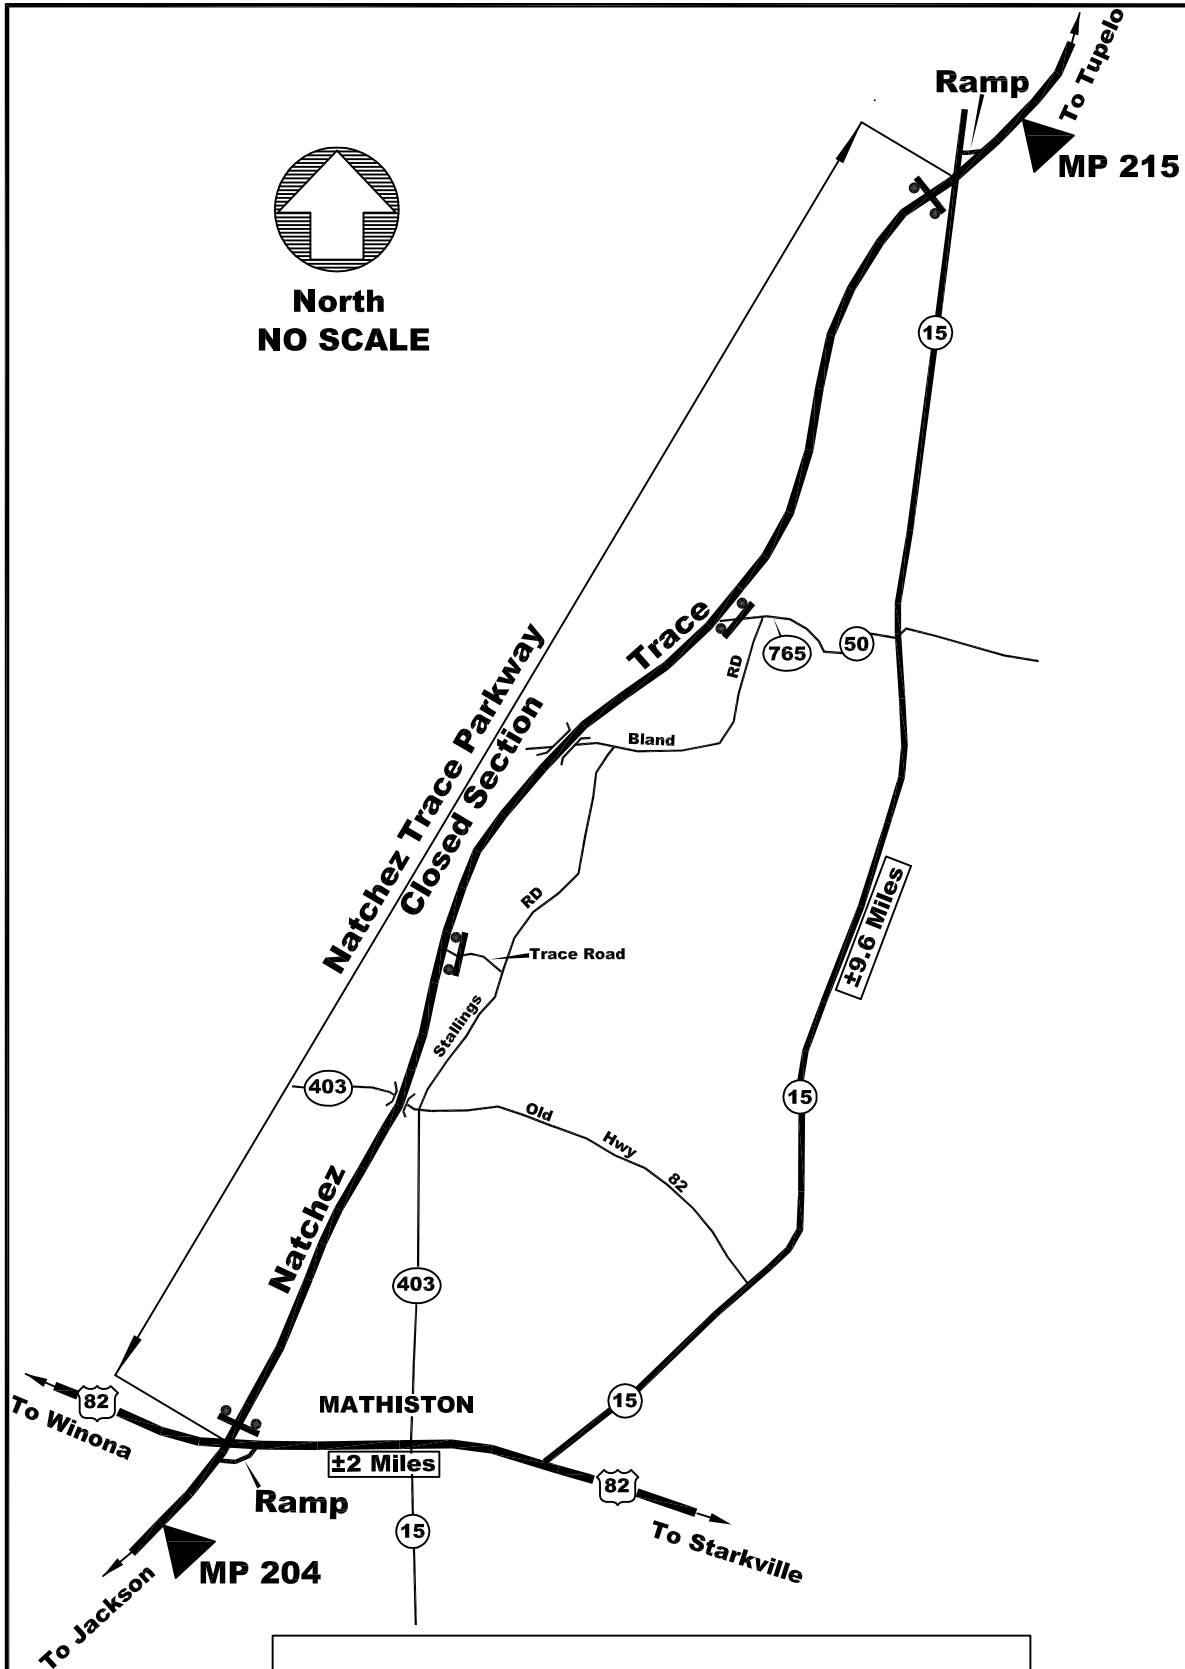 To Tupelo
Ramp
MP 215
North
NO SCALE
15
Natchez Trace Parkway
Closed Section
Trace
RD
765
50
Bland
RD
±9.6 Miles
Trace Road
Stallings
403
15
Old
Hwy
82
Natchez
403
82
To Winona
MATHISTON
15
±2 Miles
82
Ramp
15
To Starkville
MP 204
To Jackson